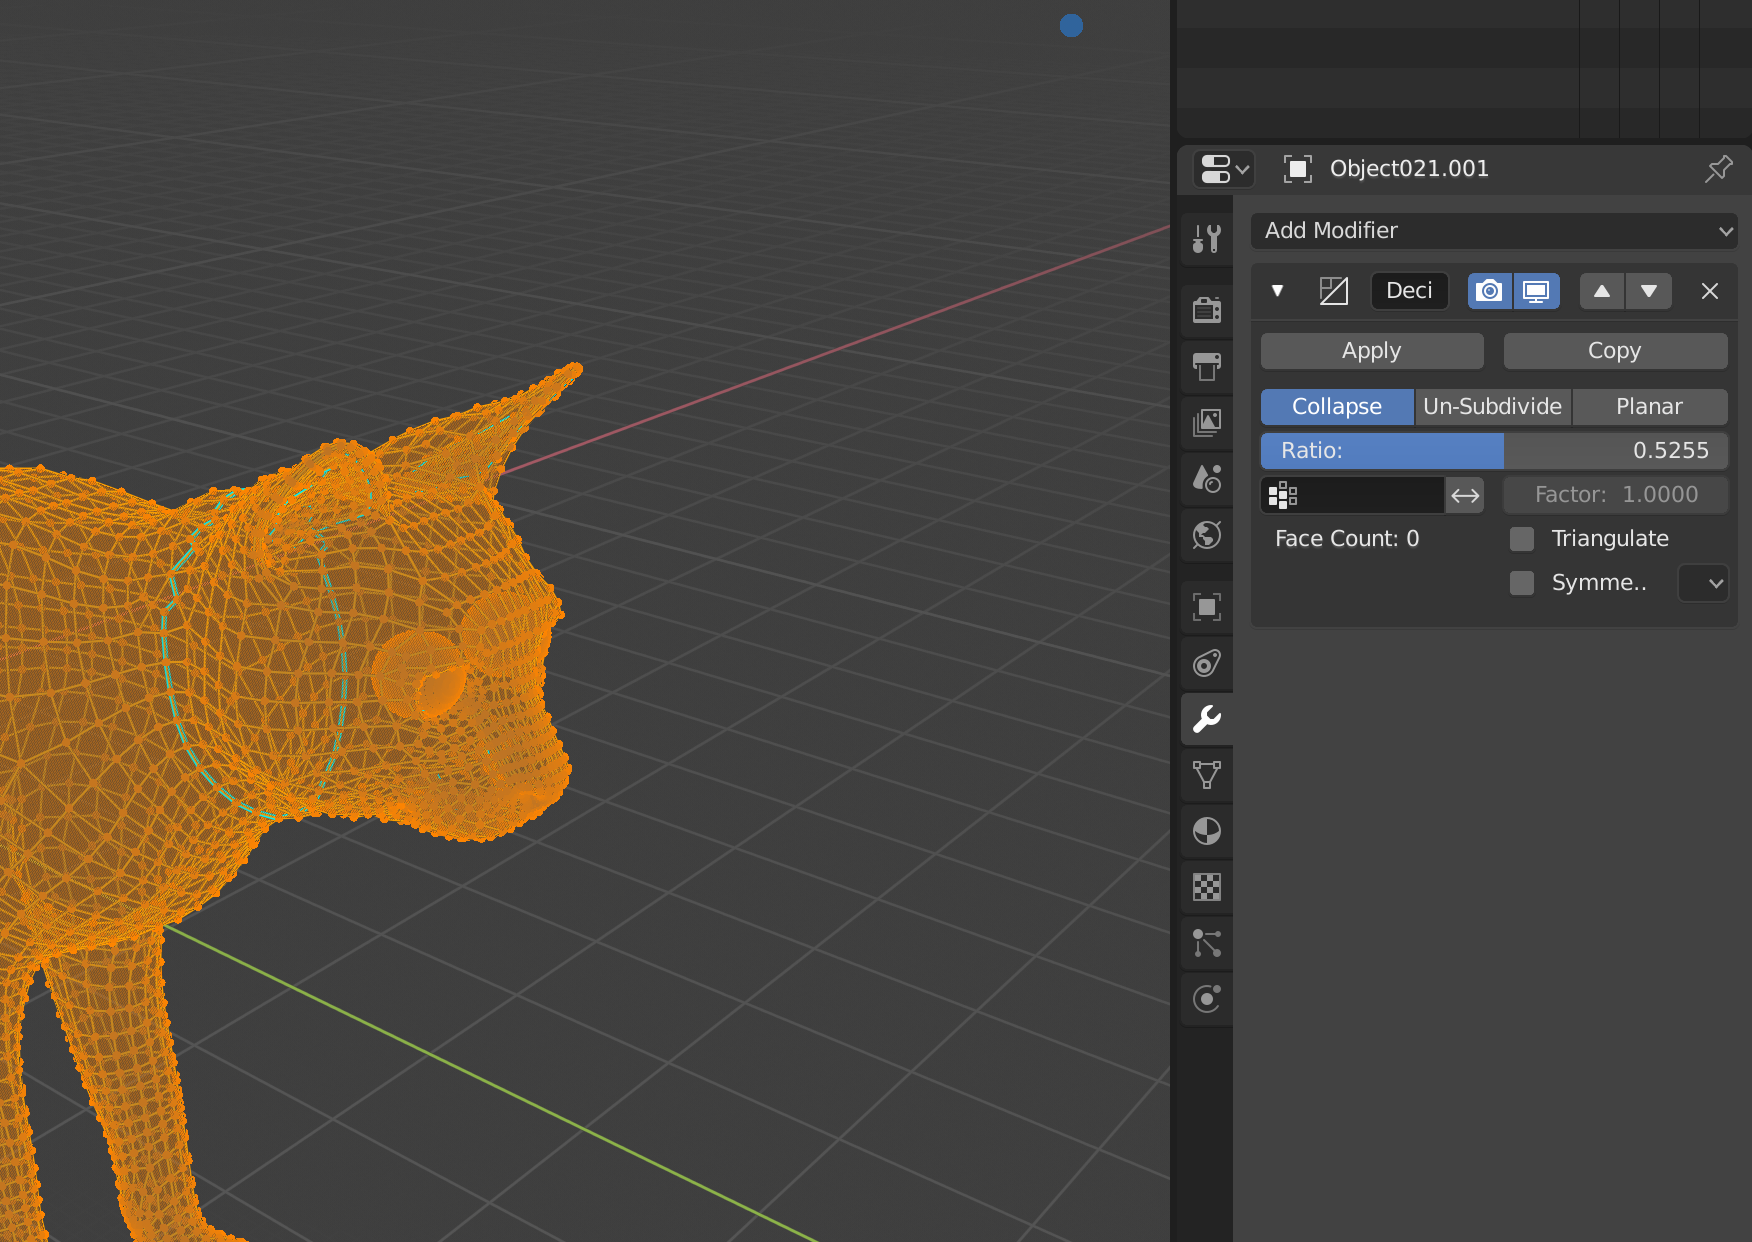 Object021.001
Add Modifier
Deci
Apply Copy
Collapse Un-Subdivide Planar
Ratio: 0.5255
Factor: 1.0000
Face Count: 0 Triangulate
Symme..